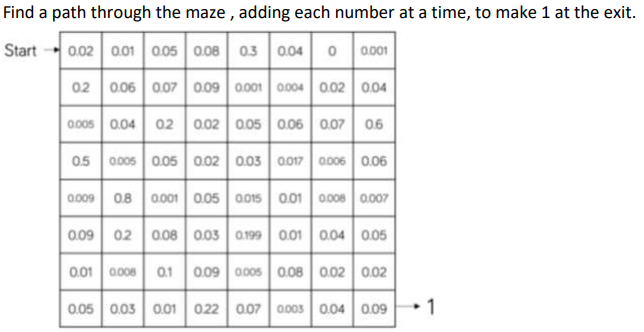 Find a path through the maze , adding each number at a time, to make 1 at the exit.
Start 0.02 0.01 0.05 0.08 0.3 0.04 0 0.001
0.2 0.06 0.07 0.09 0.001 0.004 0.02 0.04
0.005 0.04 0.2 0.02 0.05 0.06 0.07 0.6
0.5 0.005 0.05 0.02 0.03 0.017 0.006 0.06
0.009 0.8 0.001 0.05 0.015 0.01 0.008 0.007
0.09 0.2 0.08 0.03 0.199 0.01 0.04 0.05
0.01 0.008 0.1 0.09 0.005 0.08 0.02 0.02
0.05 0.03 0.01 0.22 0.07 0.003 0.04 0.09 1